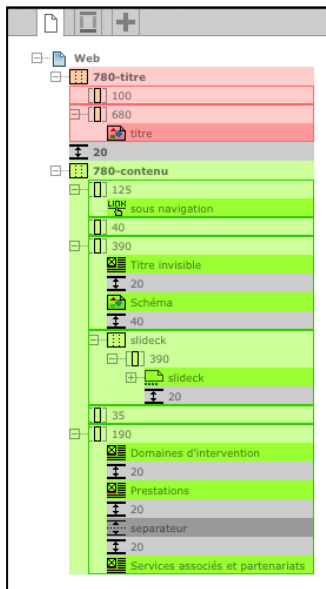 Web
780-titre
100
680
titre
20
780-contenu
125
LINK sous navigation
40
390
Titre invisible
20
Schéma
40
slideck
390
slideck
20
35
190
Domaines d'intervention
20
Prestations
20
separateur
20
Services associés et partenariats